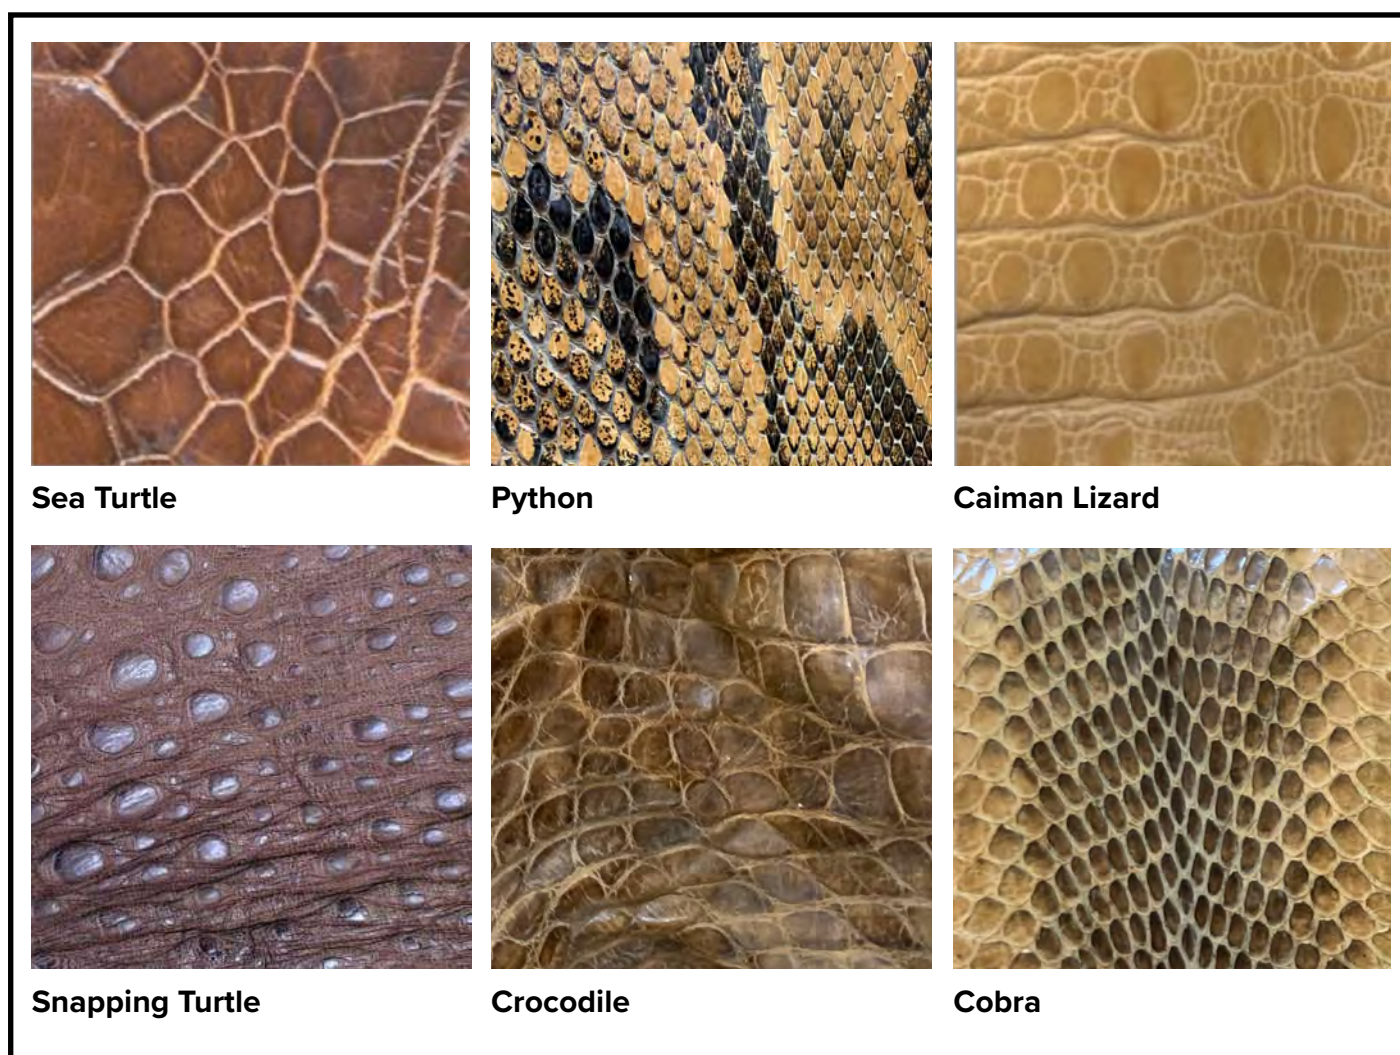 Sea Turtle
Python
Caiman Lizard
Snapping Turtle
Crocodile
Cobra